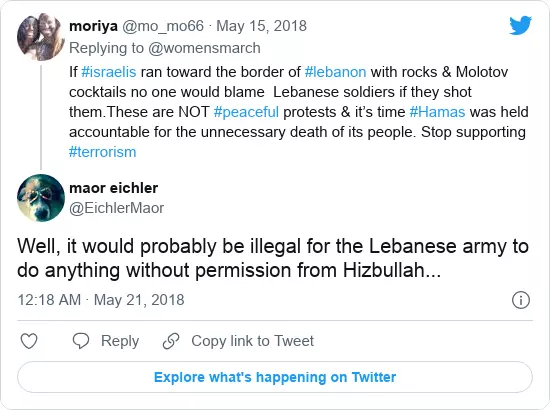 moriya @mo_mo66 · May 15, 2018
Replying to @womensmarch
If #israelis ran toward the border of #lebanon with rocks & Molotov
cocktails no one would blame Lebanese soldiers if they shot
them.These are NOT #peaceful protests & it’s time #Hamas was held
accountable for the unnecessary death of its people. Stop supporting
#terrorism
maor eichler
@EichlerMaor
Well, it would probably be illegal for the Lebanese army to
do anything without permission from Hizbullah...
12:18 AM · May 21, 2018
Reply Copy link to Tweet
Explore what's happening on Twitter